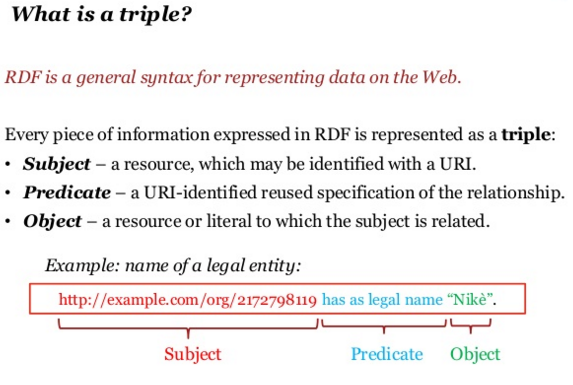 What is a triple?
RDF is a general syntax for representing data on the Web.
Every piece of information expressed in RDF is represented as a triple:
• Subject – a resource, which may be identified with a URI.
• Predicate – a URI-identified reused specification of the relationship.
• Object – a resource or literal to which the subject is related.
Example: name of a legal entity:
http://example.com/org/2172798119 has as legal name “Nikè”.
Subject Predicate Object